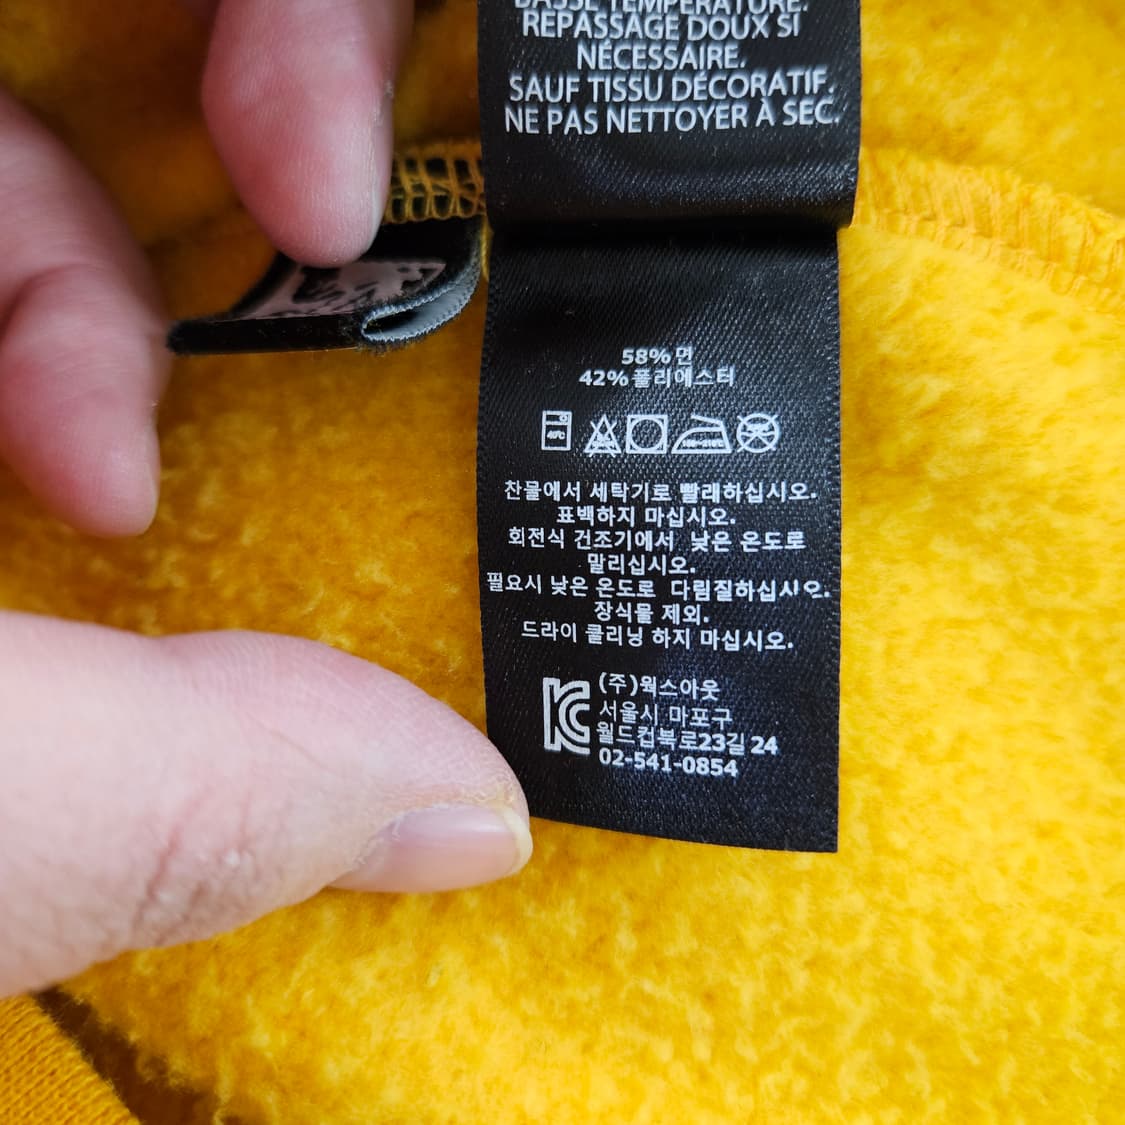 BASSE TEMPÉRATURE.
REPASSAGE DOUX SI
NÉCESSAIRE.
SAUF TISSU DÉCORATIF.
NE PAS NETTOYER À SEC.
58% 면
42% 폴리에스터
40℃
찬물에서 세탁기로 빨래하십시오.
표백하지 마십시오.
회전식 건조기에서 낮은 온도로
말리십시오.
필요시 낮은 온도로 다림질하십시오.
장식물 제외.
드라이 클리닝 하지 마십시오.
(주)웍스아웃
서울시 마포구
월드컵북로23길 24
02-541-0854